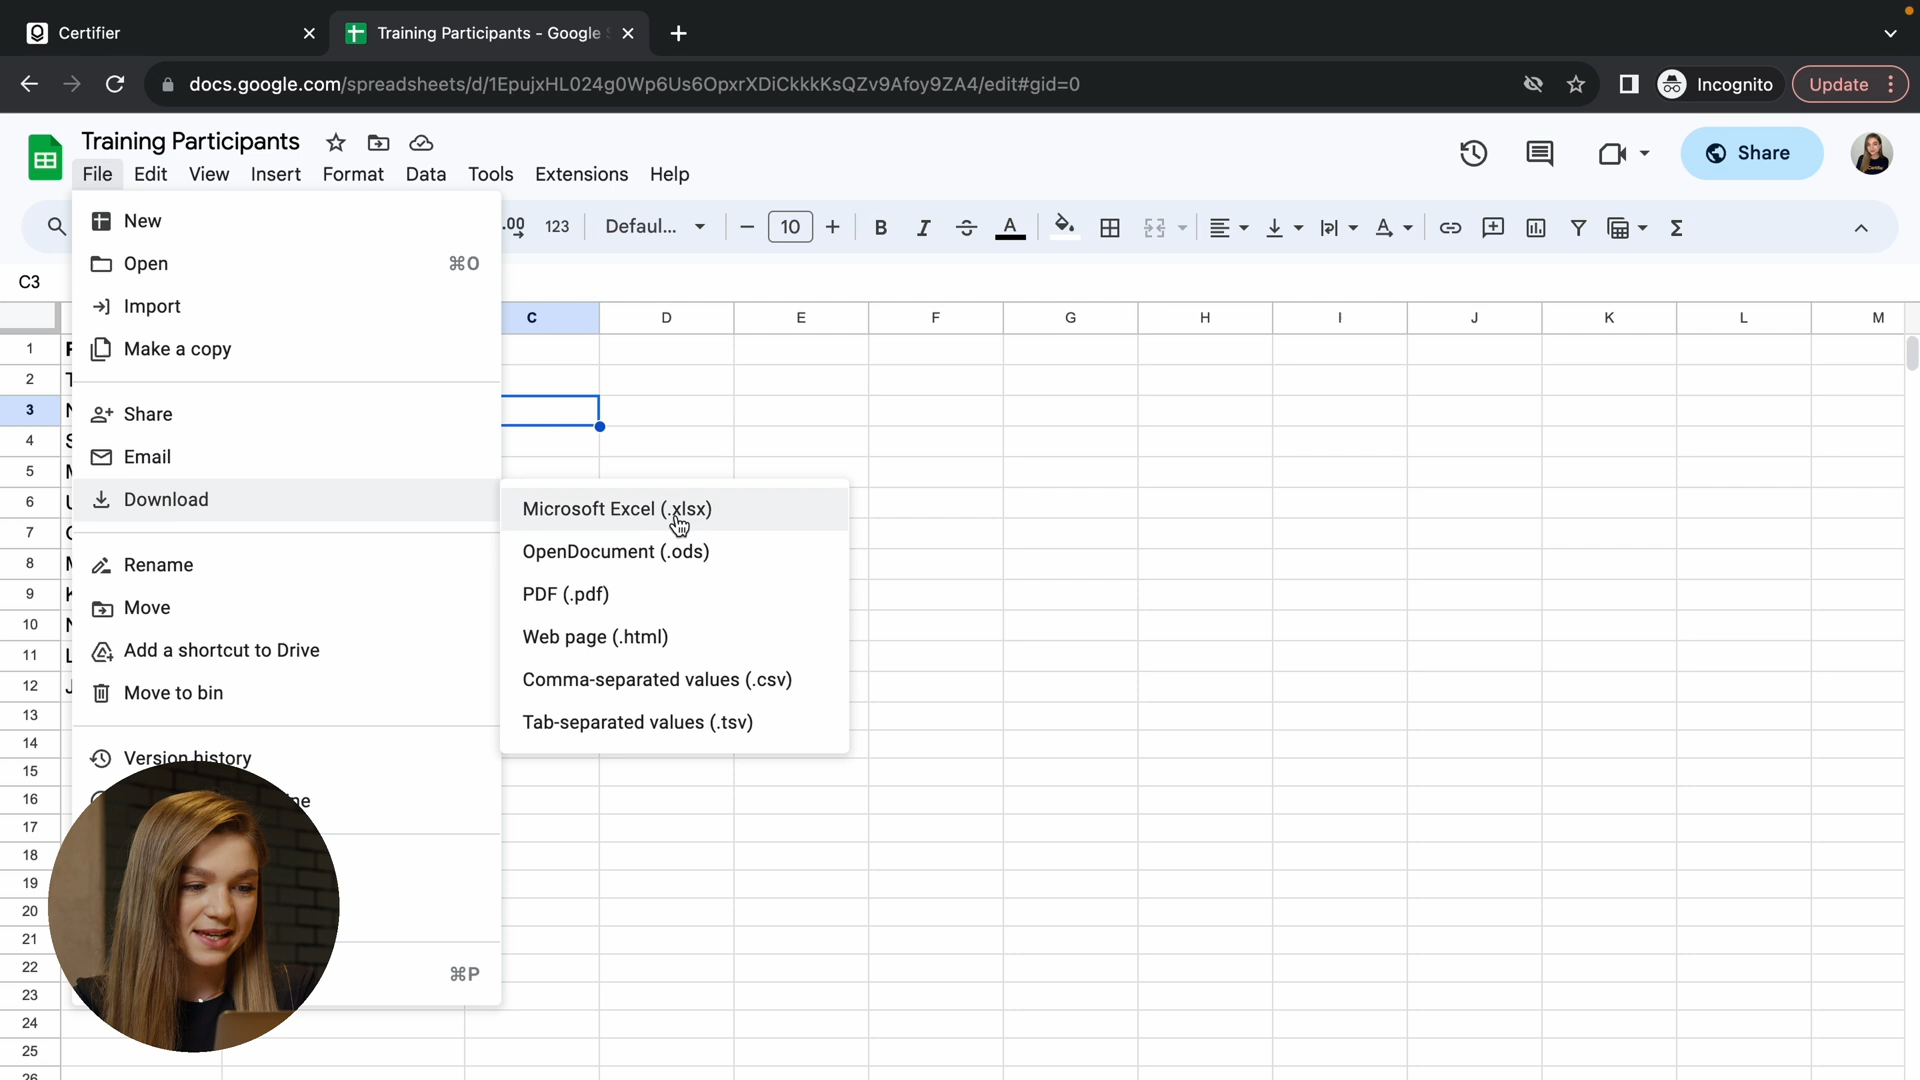 Certifier
Training Participants - Google
docs.google.com/spreadsheets/d/1EpujxHL024g0Wp6Us6OpxrXDiCkkkKsQZv9Afoy9ZA4/edit#gid=0
Incognito
Update
Training Participants
Share
File Edit View Insert Format Data Tools Extensions Help
.00 123 Defaul... 10 B I A A
C3
C D E F G H I J K L M
New
Open ⌘O
Import
Make a copy
Share
Email
Download
Rename
Move
Add a shortcut to Drive
Move to bin
Version history
⌘P
Microsoft Excel (.xlsx)
OpenDocument (.ods)
PDF (.pdf)
Web page (.html)
Comma-separated values (.csv)
Tab-separated values (.tsv)
1
2
3
4
5
6
7
8
9
10
11
12
13
14
15
16
17
18
19
20
21
22
23
24
25
26